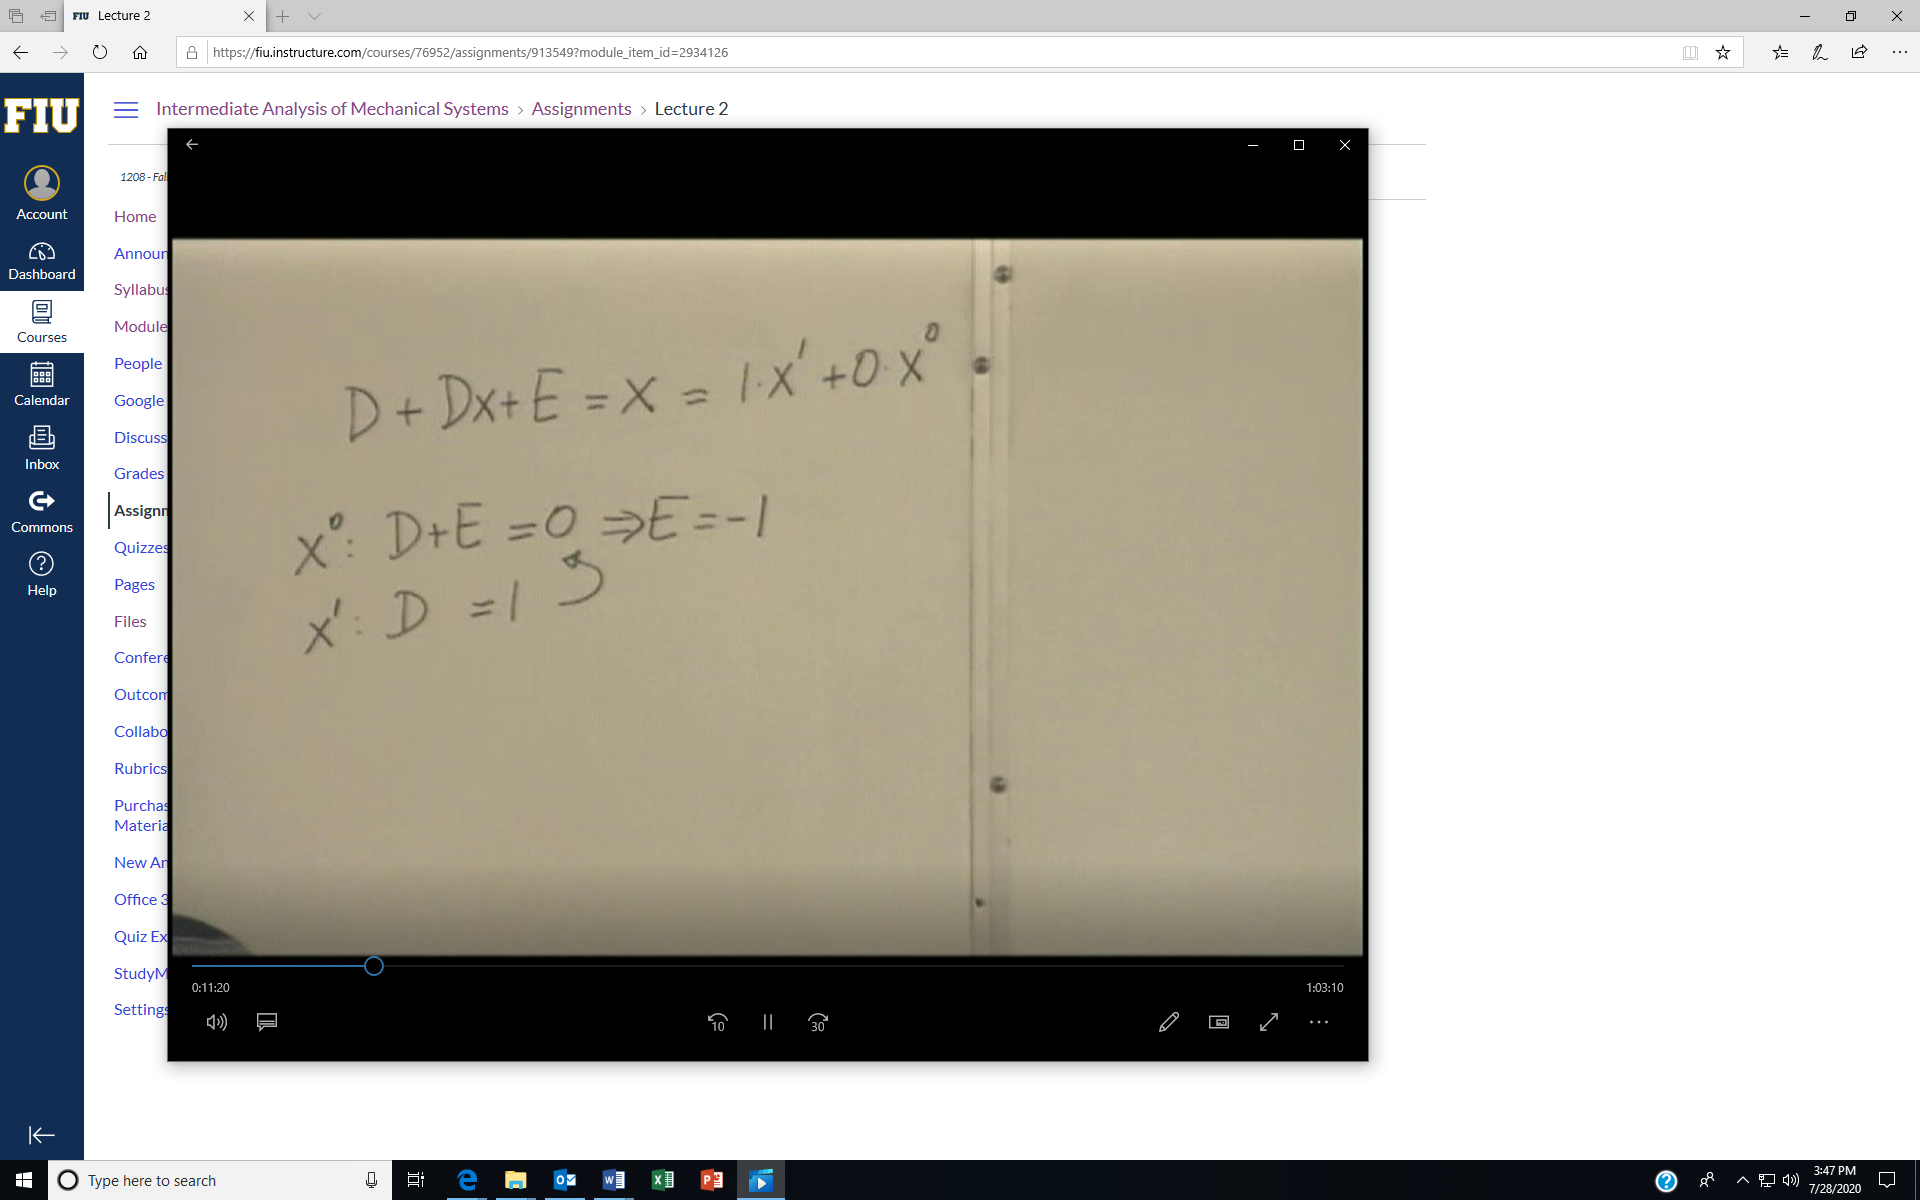 Lecture 2
https://fiu.instructure.com/courses/76952/assignments/913549?module_item_id=2934126
FIU
Intermediate Analysis of Mechanical Systems > Assignments > Lecture 2
1208 - Fal
Account
Dashboard
Courses
Calendar
Inbox
Commons
Help
Home
Announ
Syllabus
Module
People
Google
Discuss
Grades
Assignm
Quizzes
Pages
Files
Confere
Outcom
Collabo
Rubrics
Purchas
Materia
New An
Office 3
Quiz Ex
StudyM
Settings
D + Dx + E = x = 1·x¹ + 0·x⁰
x⁰: D+E = 0 ⇒ E = -1
x¹: D = 1
0:11:20
1:03:10
10
30
Type here to search
3:47 PM
7/28/2020